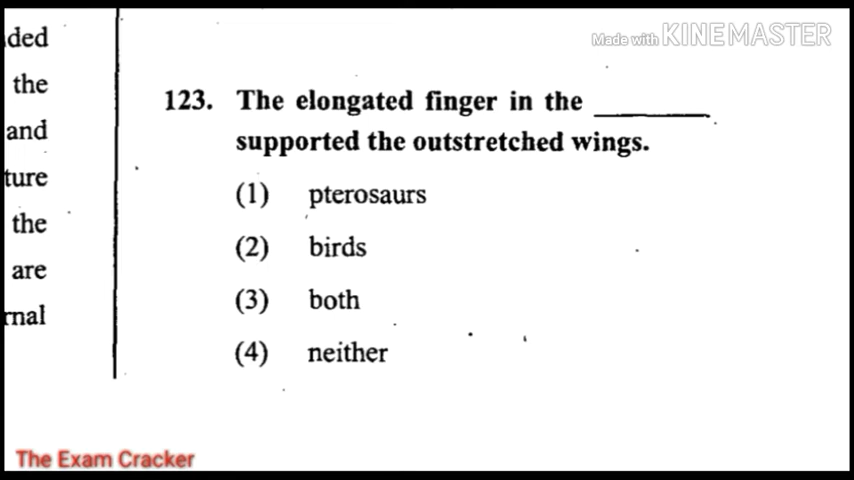 Made with KINEMASTER
ded
the
and
ture
the
are
rnal
123. The elongated finger in the ________
supported the outstretched wings.
(1) pterosaurs
(2) birds
(3) both
(4) neither
The Exam Cracker